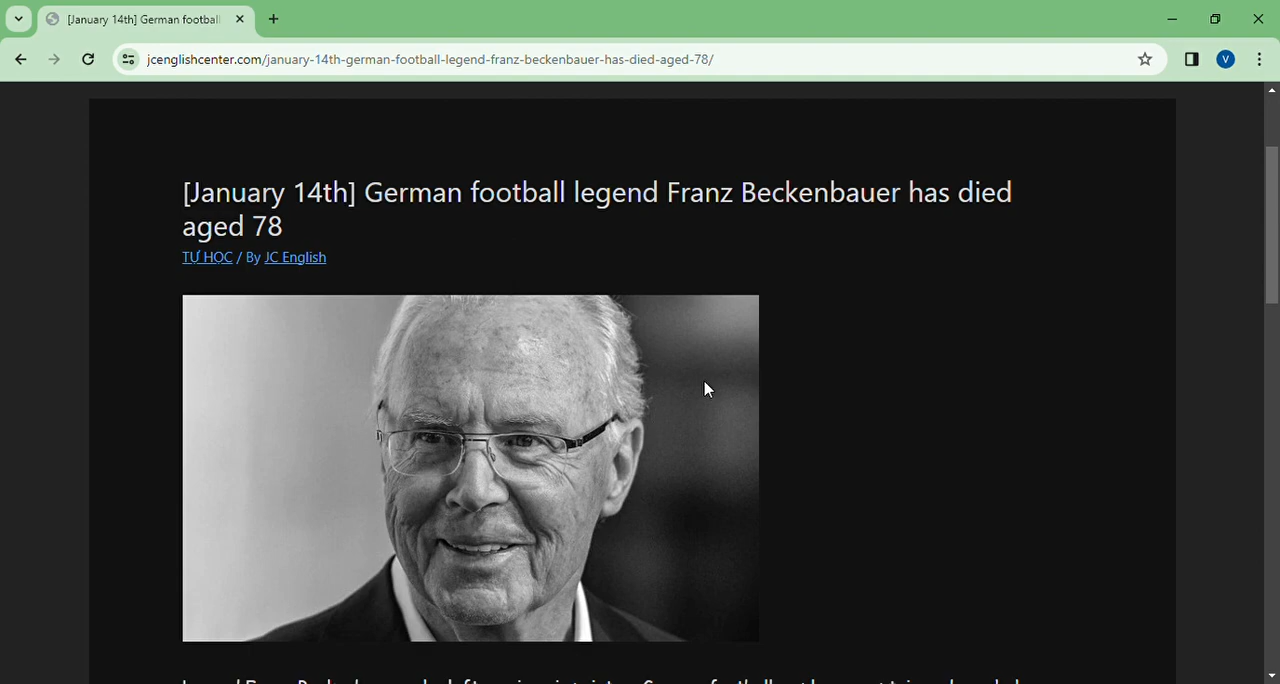 [January 14th] German football
jcenglishcenter.com/january-14th-german-football-legend-franz-beckenbauer-has-died-aged-78/
V
[January 14th] German football legend Franz Beckenbauer has died
aged 78
TỰ HỌC / By JC English